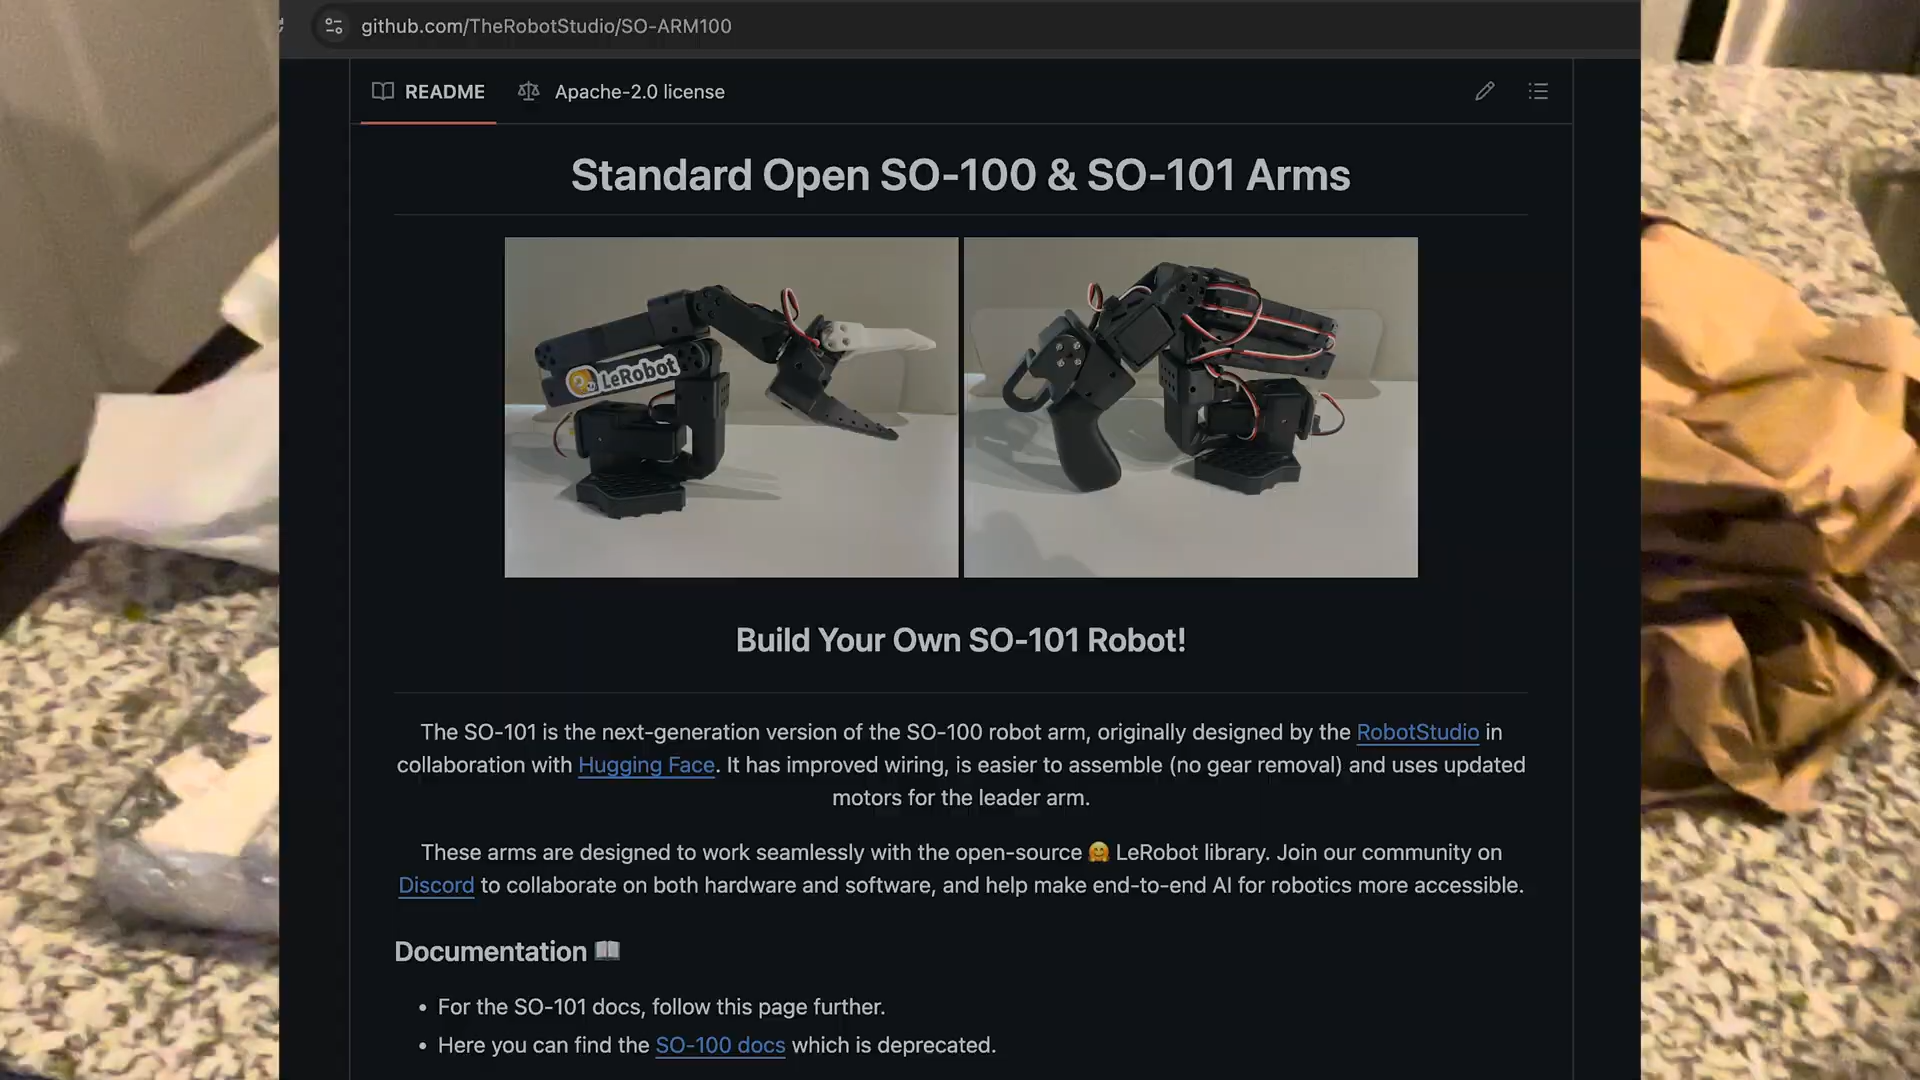 github.com/TheRobotStudio/SO-ARM100
README
Apache-2.0 license
Standard Open SO-100 & SO-101 Arms
LeRobot
Build Your Own SO-101 Robot!
The SO-101 is the next-generation version of the SO-100 robot arm, originally designed by the RobotStudio in
collaboration with Hugging Face. It has improved wiring, is easier to assemble (no gear removal) and uses updated
motors for the leader arm.
These arms are designed to work seamlessly with the open-source 🤗 LeRobot library. Join our community on
Discord to collaborate on both hardware and software, and help make end-to-end AI for robotics more accessible.
Documentation 📖
• For the SO-101 docs, follow this page further.
• Here you can find the SO-100 docs which is deprecated.